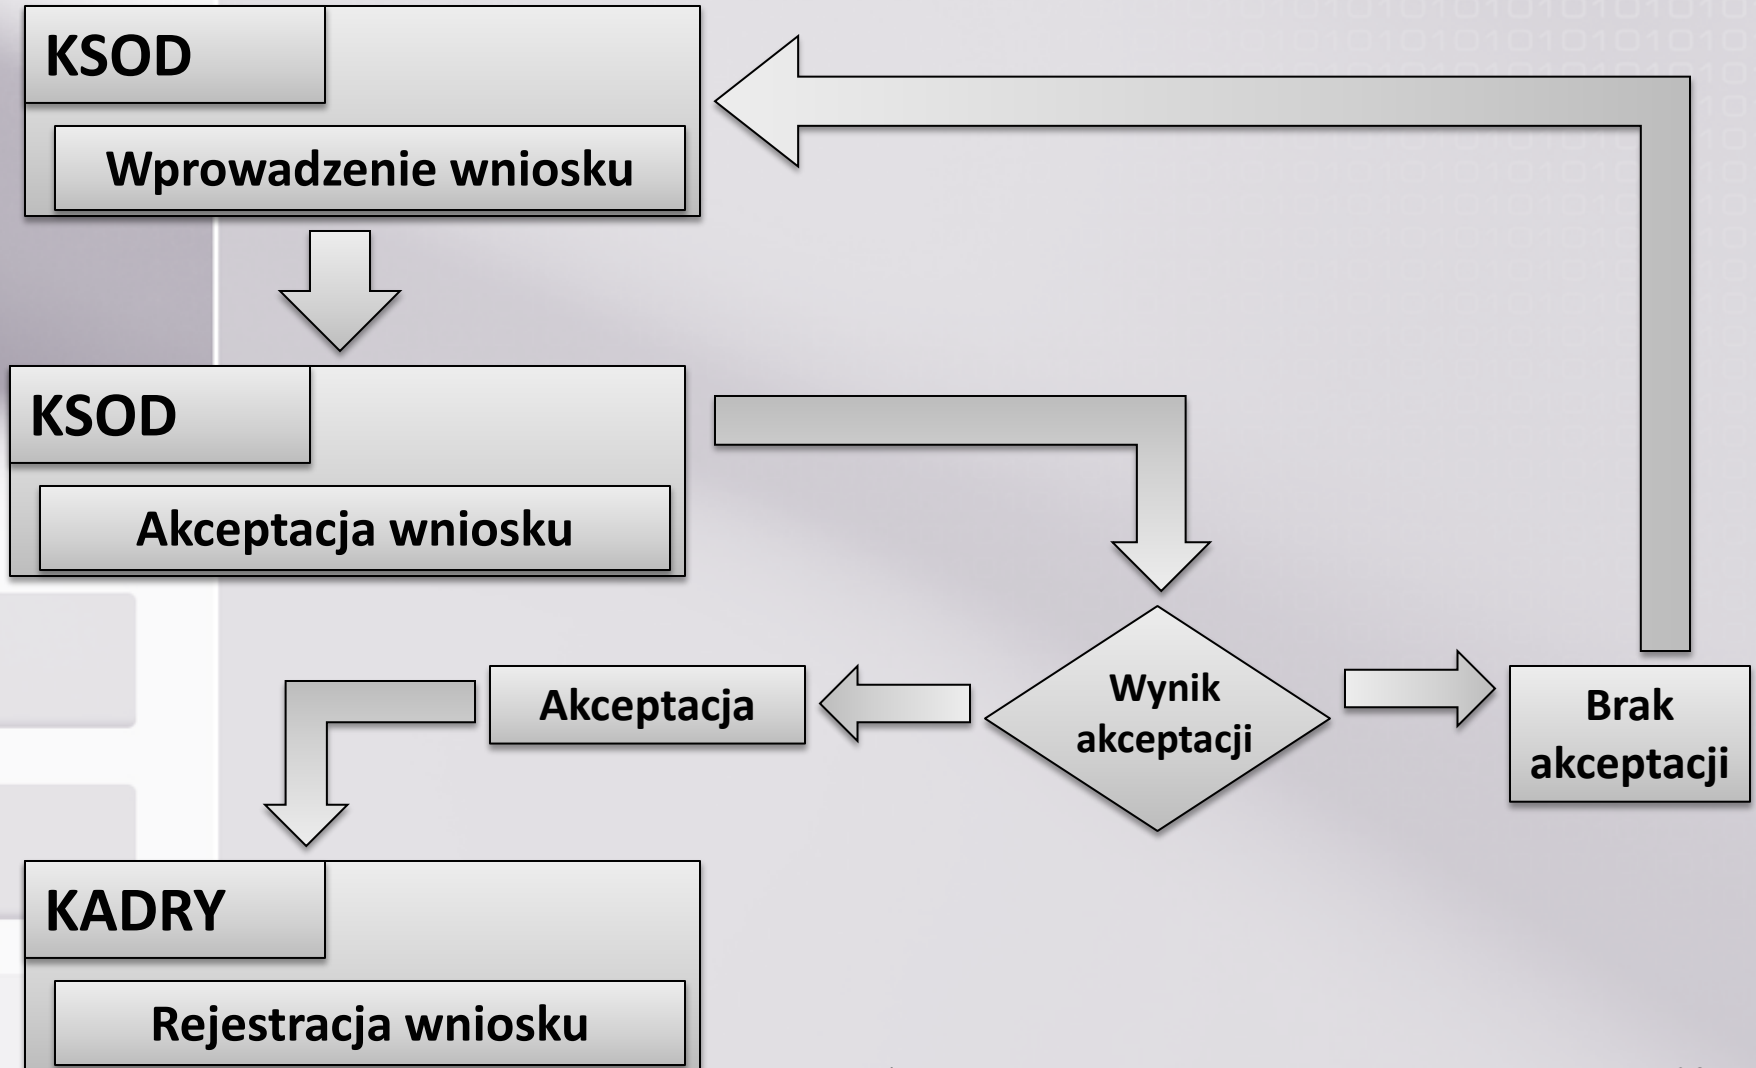 KSOD
Wprowadzenie wniosku
KSOD
Akceptacja wniosku
Akceptacja
Wynik
akceptacji
Brak
akceptacji
KADRY
Rejestracja wniosku